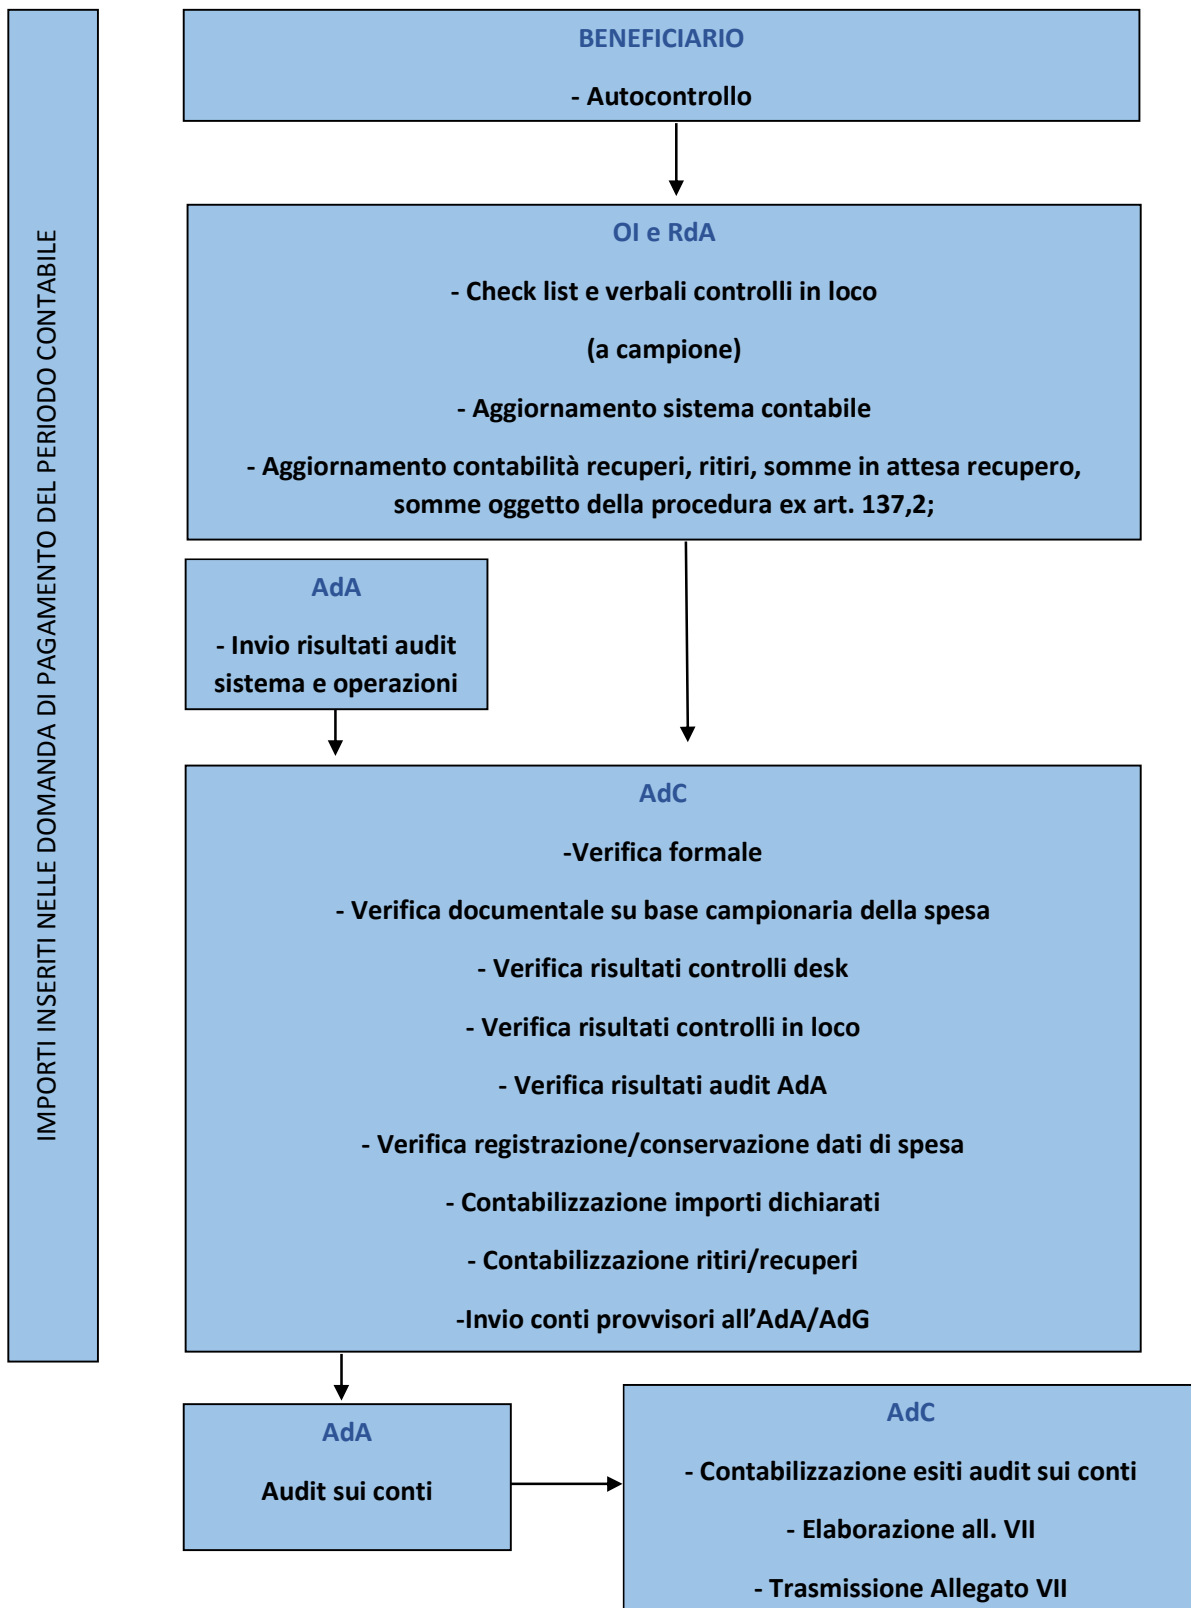 IMPORTI INSERITI NELLE DOMANDA DI PAGAMENTO DEL PERIODO CONTABILE
BENEFICIARIO
- Autocontrollo
OI e RdA
- Check list e verbali controlli in loco
(a campione)
- Aggiornamento sistema contabile
- Aggiornamento contabilità recuperi, ritiri, somme in attesa recupero,
somme oggetto della procedura ex art. 137,2;
AdA
- Invio risultati audit
sistema e operazioni
AdC
-Verifica formale
- Verifica documentale su base campionaria della spesa
- Verifica risultati controlli desk
- Verifica risultati controlli in loco
- Verifica risultati audit AdA
- Verifica registrazione/conservazione dati di spesa
- Contabilizzazione importi dichiarati
- Contabilizzazione ritiri/recuperi
-Invio conti provvisori all’AdA/AdG
AdA
Audit sui conti
AdC
- Contabilizzazione esiti audit sui conti
- Elaborazione all. VII
- Trasmissione Allegato VII